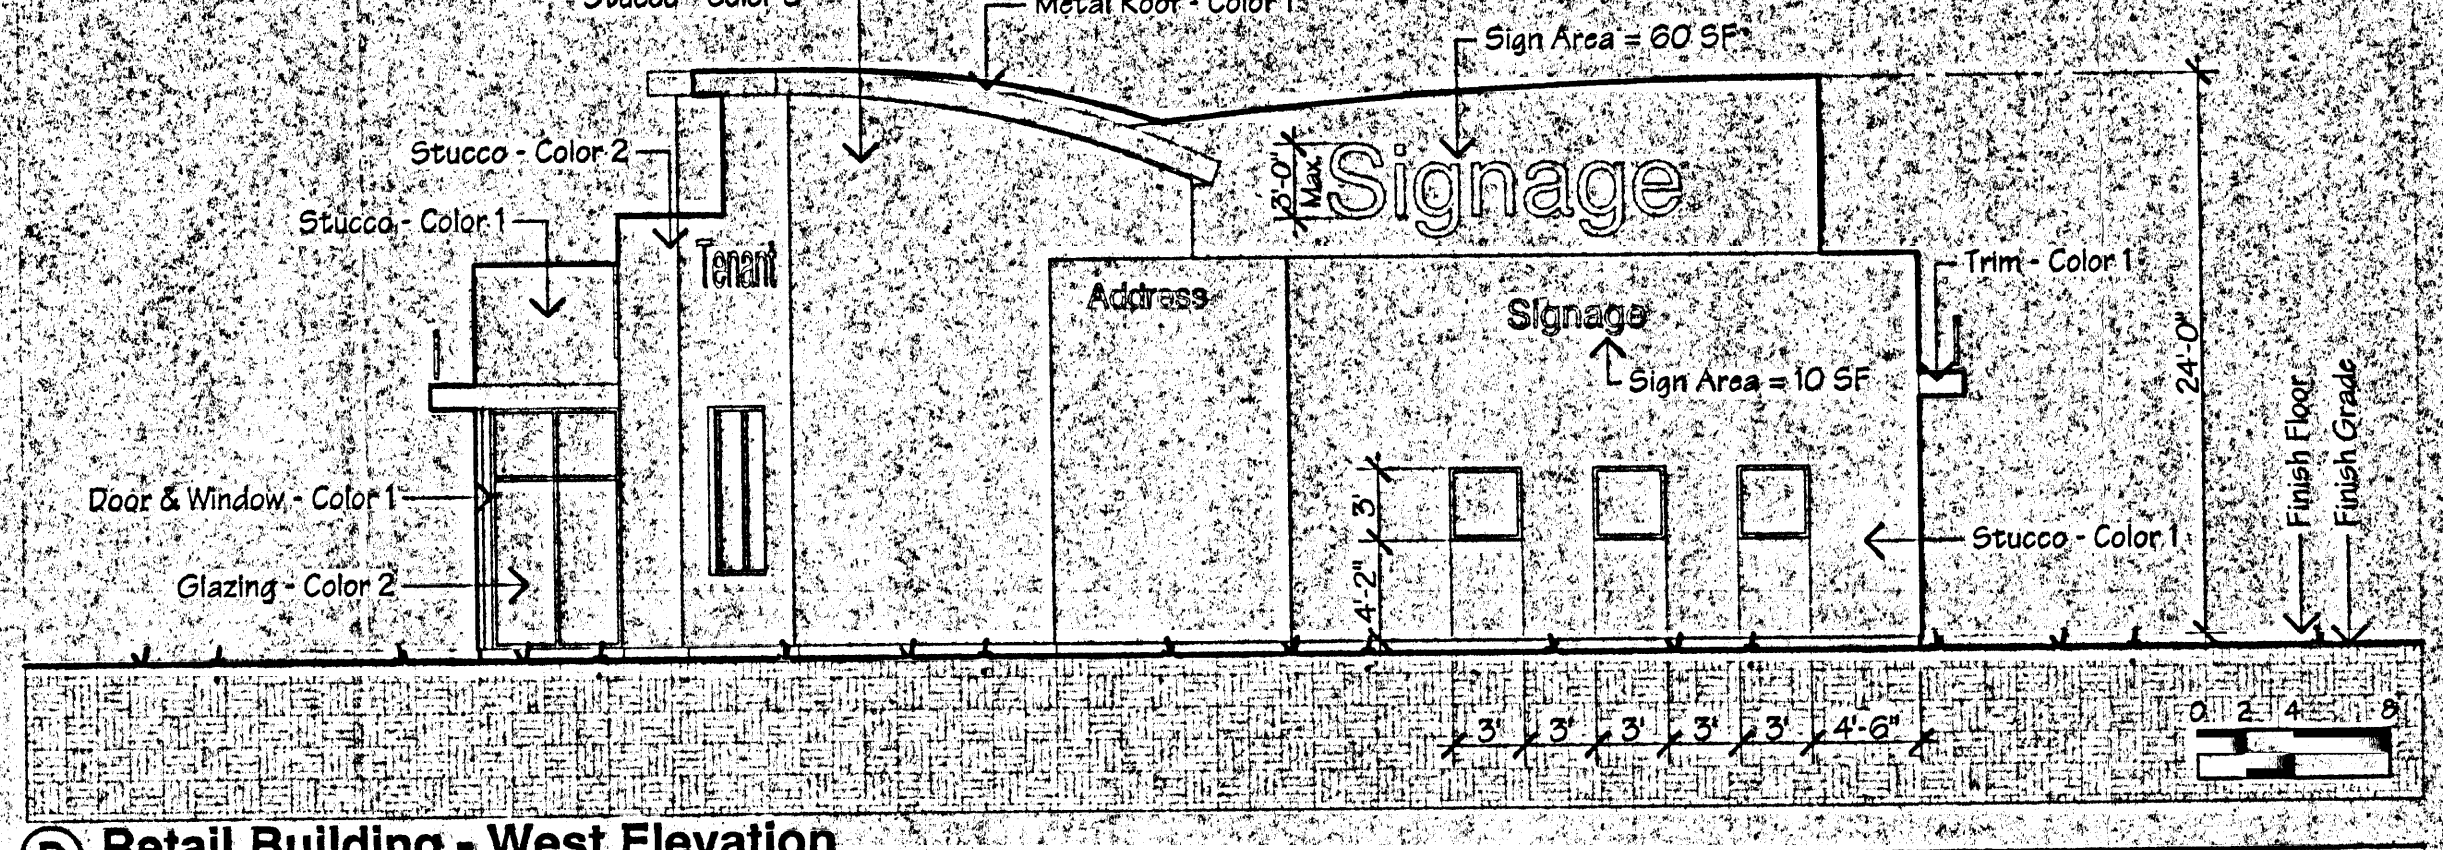 Stucco - Color 3
Metal Roof - Color 1
Sign Area = 60 SF
Stucco - Color 2
3'-0"
Max.
Signage
Stucco - Color 1
Tenant
Trim - Color 1
Address
Signage
Sign Area = 10 SF
24'-0"
Finish Floor
Finish Grade
Door & Window - Color 1
3'
Stucco - Color 1
Glazing - Color 2
4'-2"
3' 3' 3' 3' 3' 4'-6"
0 2 4 8
Retail Building - West Elevation